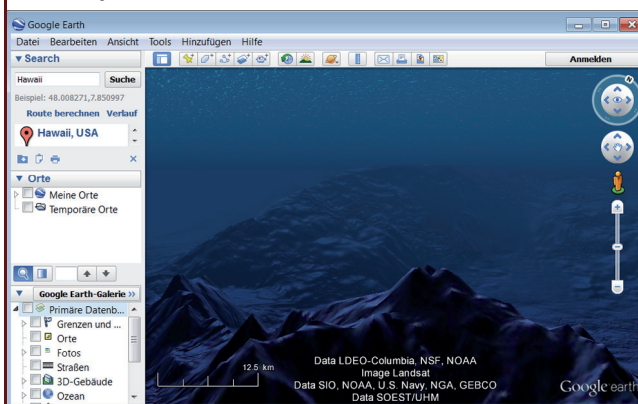 Google Earth
Datei Bearbeiten Ansicht Tools Hinzufügen Hilfe
Search
Anmelden
Hawaii Suche
Beispiel: 48.008271,7.850997
Route berechnen Verlauf
Hawaii, USA
Orte
Meine Orte
Temporäre Orte
Google Earth-Galerie »
Primäre Datenb...
Grenzen und ...
Orte
Fotos
Straßen
3D-Gebäude
Ozean
N
12.5 km
Data LDEO-Columbia, NSF, NOAA
Image Landsat
Data SIO, NOAA, U.S. Navy, NGA, GEBCO
Data SOEST/UHM
Google earth